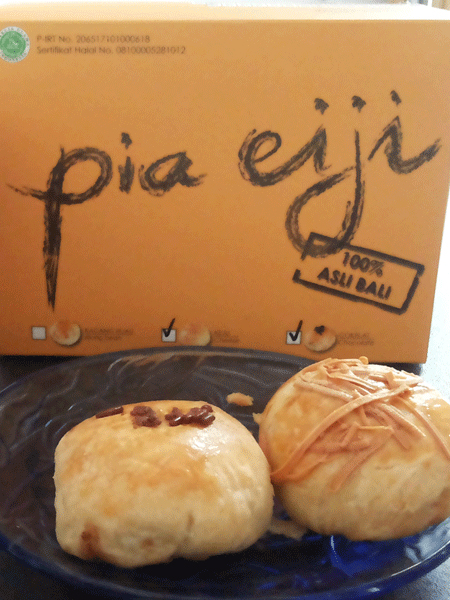 P-IRT No. 206517101000618
Sertifikat Halal No. 08100005281012
pia eiji
100%
ASLI BALI